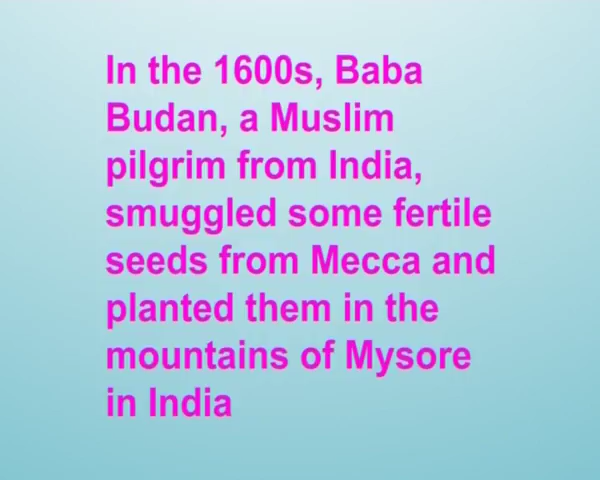 In the 1600s, Baba
Budan, a Muslim
pilgrim from India,
smuggled some fertile
seeds from Mecca and
planted them in the
mountains of Mysore
in India